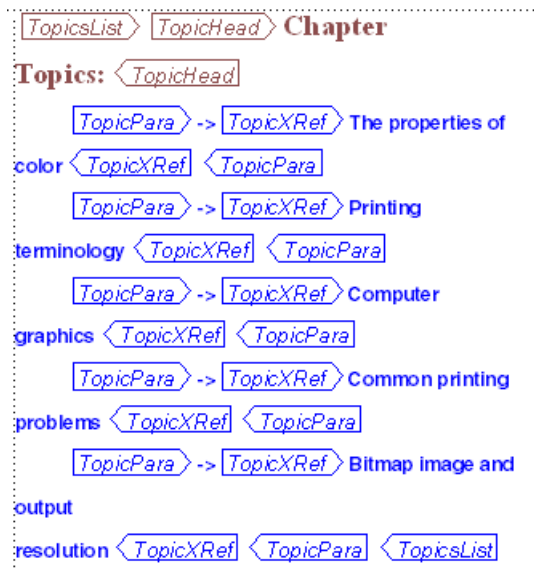 TopicsList TopicHead Chapter
Topics: TopicHead
TopicPara -> TopicXRef The properties of
color TopicXRef TopicPara
TopicPara -> TopicXRef Printing
terminology TopicXRef TopicPara
TopicPara -> TopicXRef Computer
graphics TopicXRef TopicPara
TopicPara -> TopicXRef Common printing
problems TopicXRef TopicPara
TopicPara -> TopicXRef Bitmap image and
output
resolution TopicXRef TopicPara TopicsList